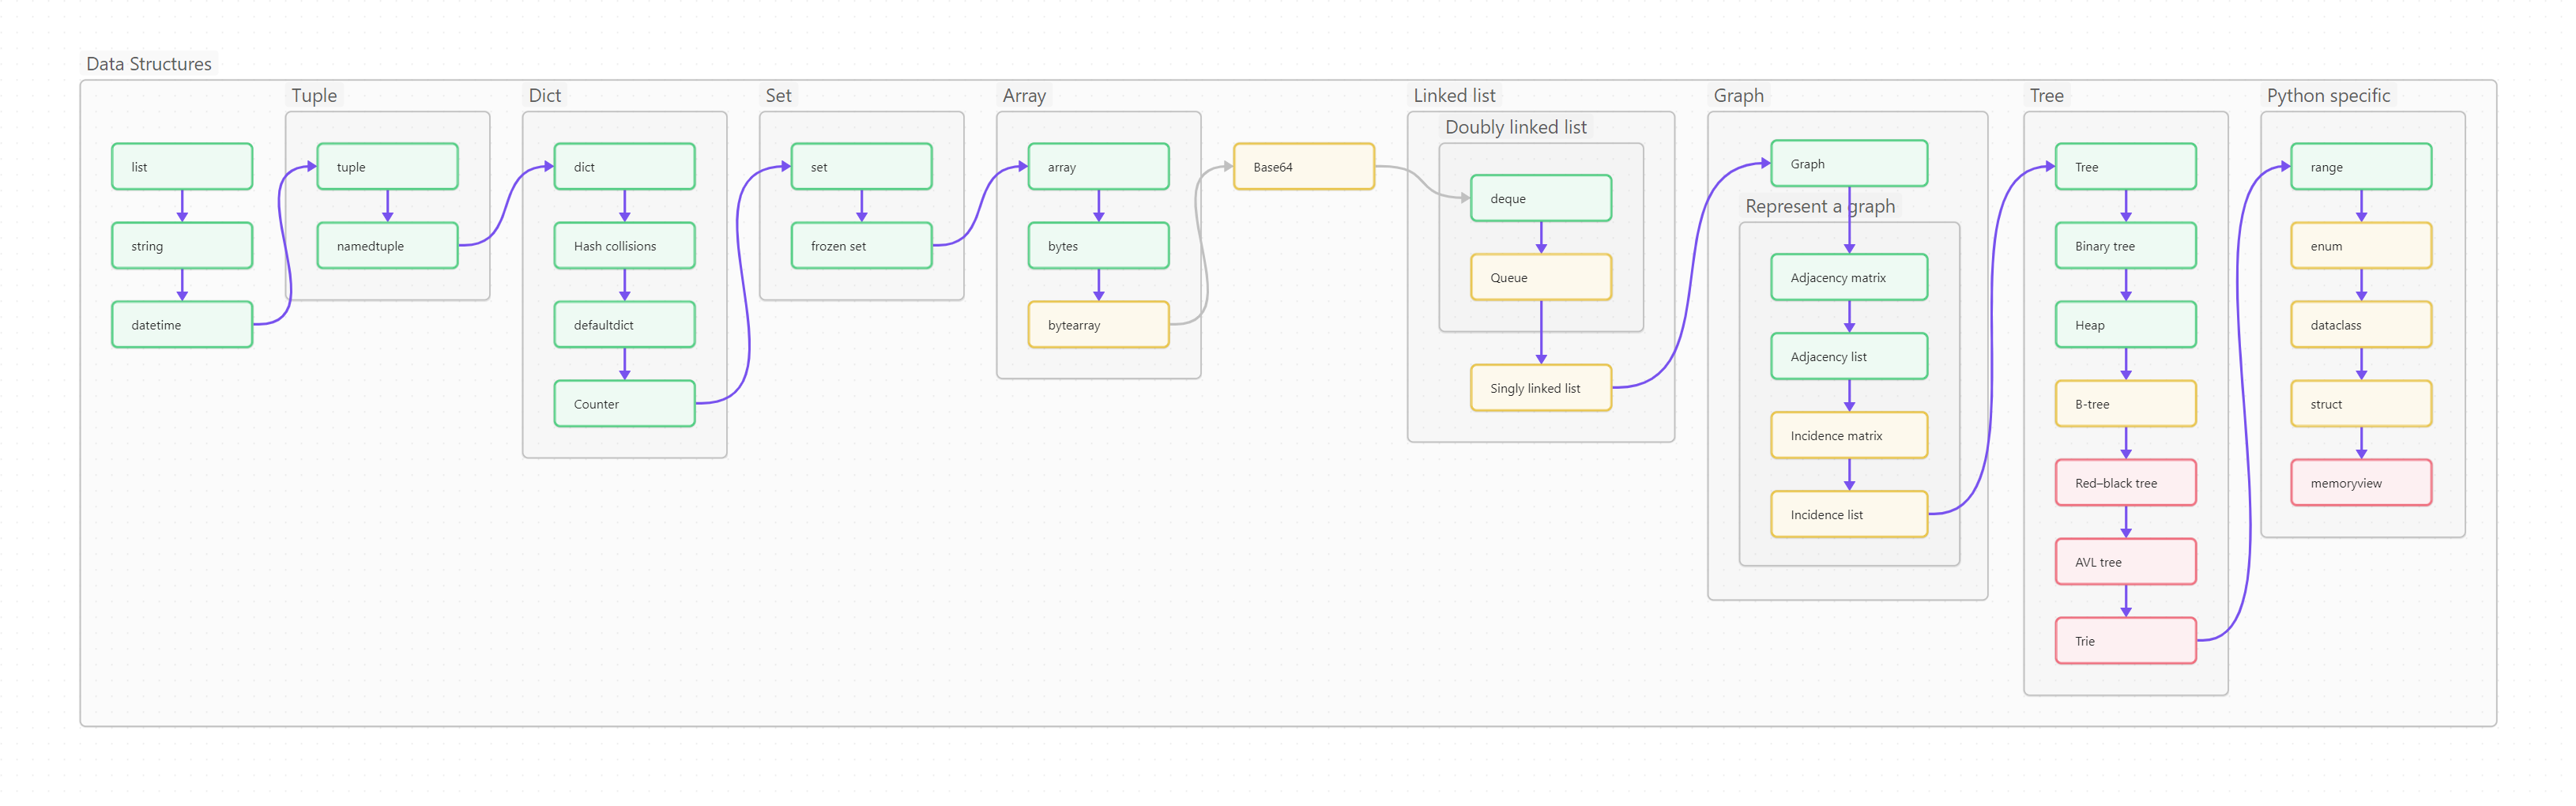 Data Structures
list
string
datetime
Tuple
tuple
namedtuple
Dict
dict
Hash collisions
defaultdict
Counter
Set
set
frozen set
Array
array
bytes
bytearray
Base64
Linked list
Doubly linked list
deque
Queue
Singly linked list
Graph
Graph
Represent a graph
Adjacency matrix
Adjacency list
Incidence matrix
Incidence list
Tree
Tree
Binary tree
Heap
B-tree
Red–black tree
AVL tree
Trie
Python specific
range
enum
dataclass
struct
memoryview